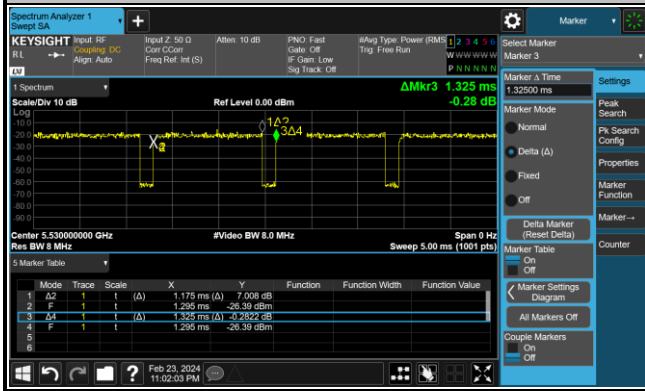 Spectrum Analyzer 1
Swept SA
Marker
KEYSIGHT
RL
LXI
Input: RF
Coupling: DC
Align: Auto
Input Z: 50 Ω
Corr CCorr
Freq Ref: Int (S)
Atten: 10 dB
PNO: Fast
Gate: Off
IF Gain: Low
Sig Track: Off
#Avg Type: Power (RMS
Trig: Free Run
1 2 3 4 5 6
W W W W W W
P N N N N N
Select Marker
Marker 3
1 Spectrum
Scale/Div 10 dB
Ref Level 0.00 dBm
ΔMkr3 1.325 ms
-0.28 dB
Log
-10.0
-20.0
-30.0
-40.0
-50.0
-60.0
-70.0
-80.0
-90.0
1Δ2
3Δ4
X
Center 5.530000000 GHz
Res BW 8 MHz
#Video BW 8.0 MHz
Span 0 Hz
Sweep 5.00 ms (1001 pts)
5 Marker Table
Mode Trace Scale X Y Function Function Width Function Value
1 Δ2 1 t (Δ) 1.175 ms (Δ) 7.008 dB
2 F 1 t 1.295 ms -26.39 dBm
3 Δ4 1 t (Δ) 1.325 ms (Δ) -0.2822 dB
4 F 1 t 1.295 ms -26.39 dBm
5
6
Marker Δ Time
1.32500 ms
Marker Mode
Normal
Delta (Δ)
Fixed
Off
Delta Marker
(Reset Delta)
Marker Table
On
Off
Marker Settings
Diagram
All Markers Off
Couple Markers
On
Off
Settings
Peak
Search
Pk Search
Config
Properties
Marker
Function
Marker→
Counter
?
Feb 23, 2024
11:02:03 PM